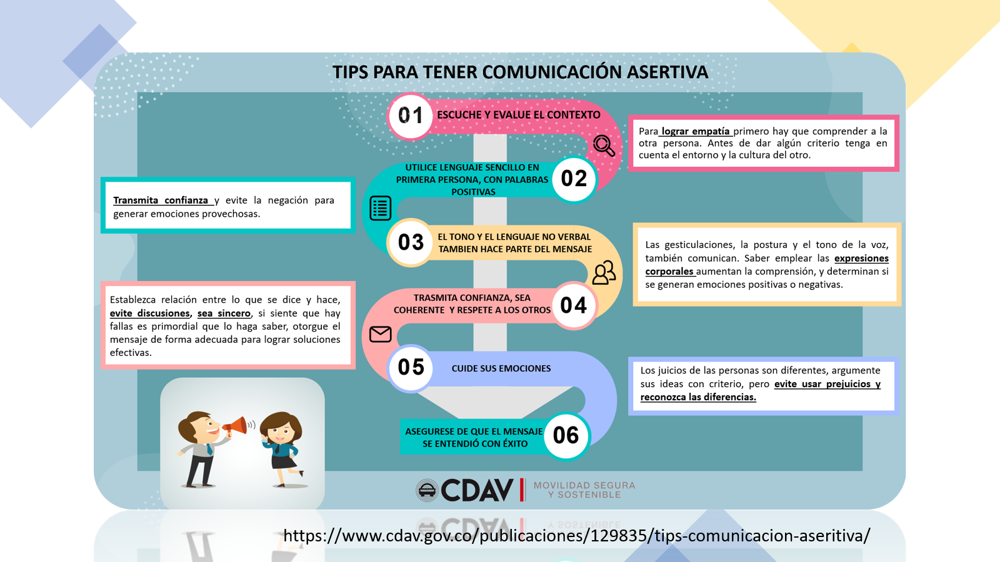 TIPS PARA TENER COMUNICACIÓN ASERTIVA
01
ESCUCHE Y EVALUE EL CONTEXTO
Para lograr empatía primero hay que comprender a la
otra persona. Antes de dar algún criterio tenga en
cuenta el entorno y la cultura del otro.
UTILICE LENGUAJE SENCILLO EN
PRIMERA PERSONA, CON PALABRAS
POSITIVAS
02
Transmita confianza y evite la negación para
generar emociones provechosas.
03
EL TONO Y EL LENGUAJE NO VERBAL
TAMBIEN HACE PARTE DEL MENSAJE
Las gesticulaciones, la postura y el tono de la voz,
también comunican. Saber emplear las expresiones
corporales aumentan la comprensión, y determinan si
se generan emociones positivas o negativas.
TRASMITA CONFIANZA, SEA
COHERENTE Y RESPETE A LOS OTROS
04
Establezca relación entre lo que se dice y hace,
evite discusiones, sea sincero, si siente que hay
fallas es primordial que lo haga saber, otorgue el
mensaje de forma adecuada para lograr soluciones
efectivas.
05
CUIDE SUS EMOCIONES
Los juicios de las personas son diferentes, argumente
sus ideas con criterio, pero evite usar prejuicios y
reconozca las diferencias.
ASEGURESE DE QUE EL MENSAJE
SE ENTENDIÓ CON ÉXITO
06
CDAV
MOVILIDAD SEGURA
Y SOSTENIBLE
https://www.cdav.gov.co/publicaciones/129835/tips-comunicacion-aseritiva/